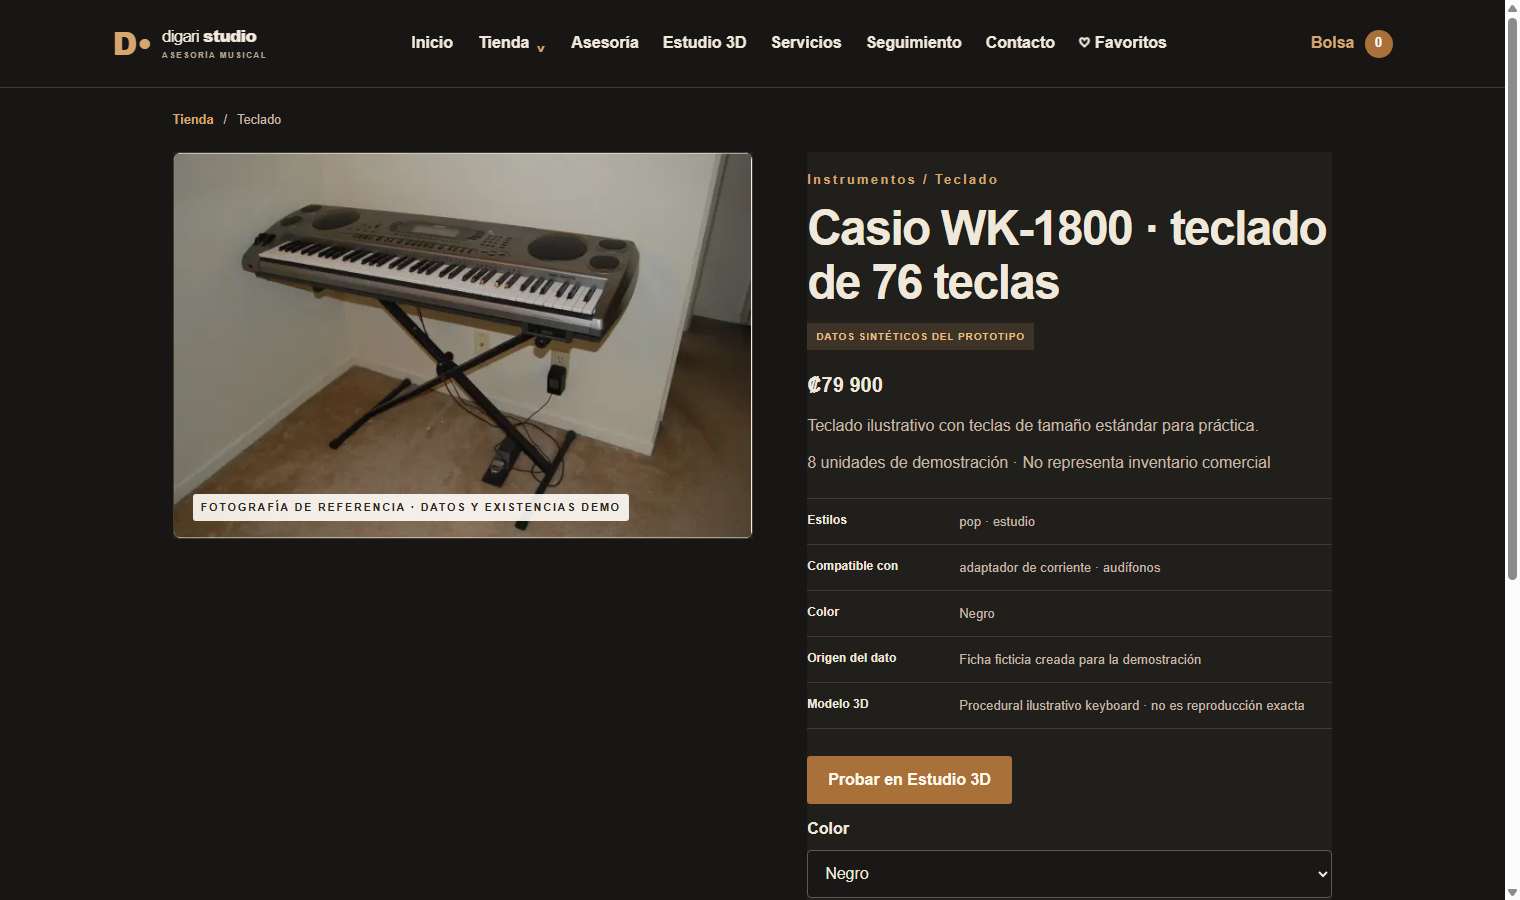 D•
digari studio
ASESORÍA MUSICAL
Inicio
Tienda v
Asesoría
Estudio 3D
Servicios
Seguimiento
Contacto
♡ Favoritos
Bolsa 0
Tienda / Teclado
FOTOGRAFÍA DE REFERENCIA · DATOS Y EXISTENCIAS DEMO
Instrumentos / Teclado
Casio WK-1800 · teclado
de 76 teclas
DATOS SINTÉTICOS DEL PROTOTIPO
₡79 900
Teclado ilustrativo con teclas de tamaño estándar para práctica.
8 unidades de demostración · No representa inventario comercial
Estilos pop · estudio
Compatible con adaptador de corriente · audífonos
Color Negro
Origen del dato Ficha ficticia creada para la demostración
Modelo 3D Procedural ilustrativo keyboard · no es reproducción exacta
Probar en Estudio 3D
Color
Negro